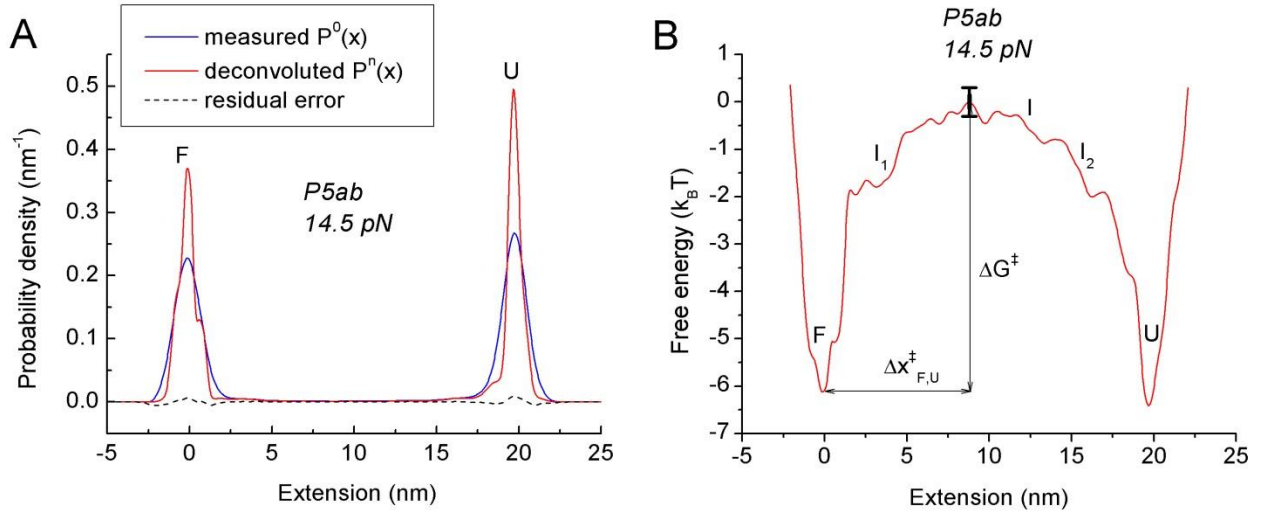 A
measured P⁰(x)
deconvoluted Pⁿ(x)
residual error
F
U
P5ab
14.5 pN
Probability density (nm⁻¹)
0.5
0.4
0.3
0.2
0.1
0.0
-5 0 5 10 15 20 25
Extension (nm)
B
P5ab
14.5 pN
Free energy (k_BT)
1
0
-1
-2
-3
-4
-5
-6
-7
I
I₁
I₂
ΔG‡
F
U
Δx‡F,U
-5 0 5 10 15 20 25
Extension (nm)